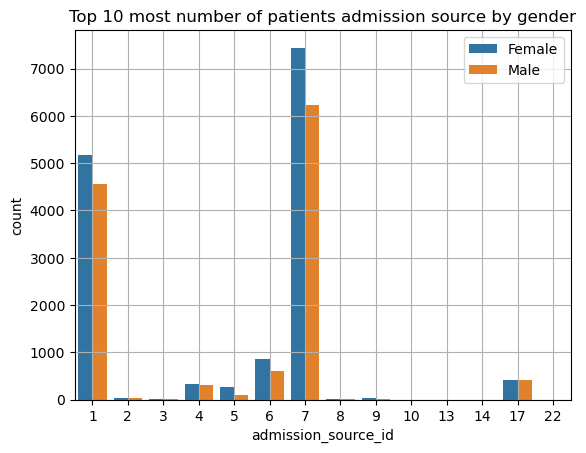 Top 10 most number of patients admission source by gender
Female
Male
7000
6000
5000
4000
3000
2000
1000
0
count
1 2 3 4 5 6 7 8 9 10 13 14 17 22
admission_source_id